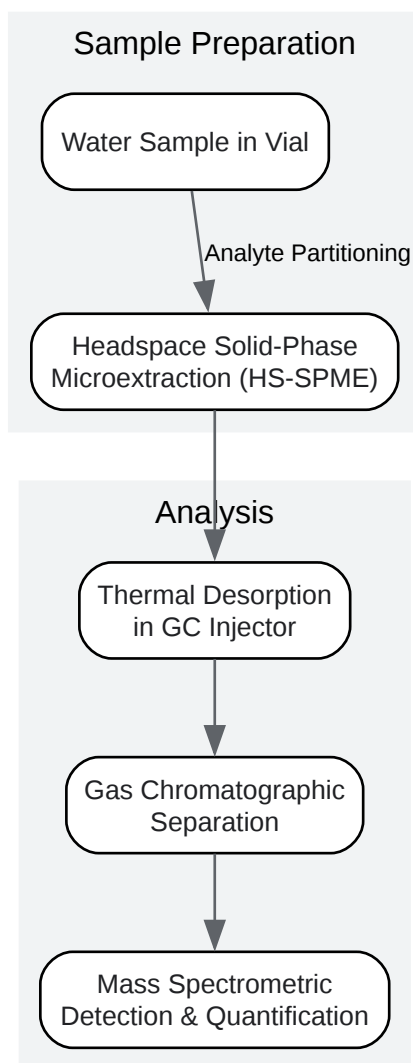 Sample Preparation
Water Sample in Vial
Analyte Partitioning
Headspace Solid-Phase
Microextraction (HS-SPME)
Analysis
Thermal Desorption
in GC Injector
Gas Chromatographic
Separation
Mass Spectrometric
Detection & Quantification